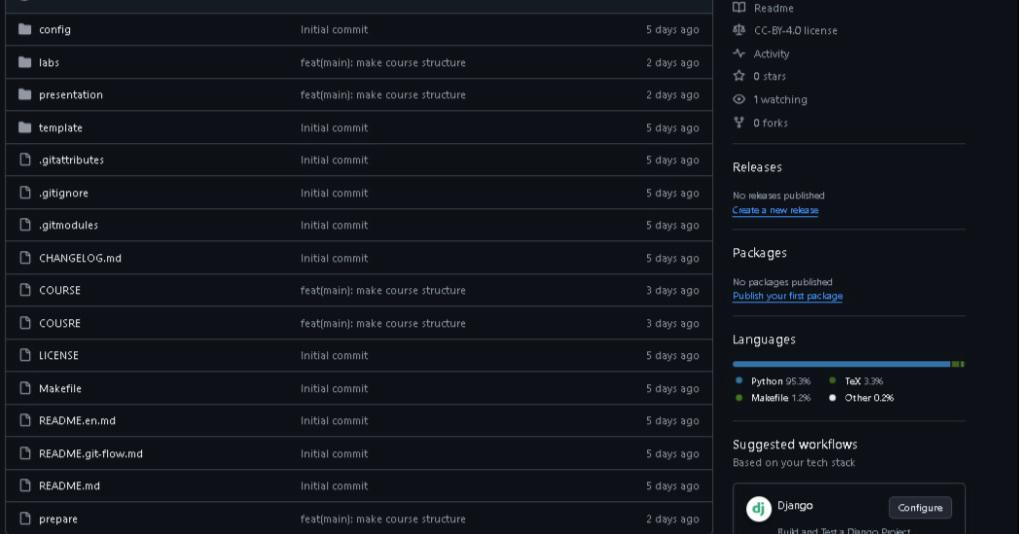 config Initial commit 5 days ago
labs feat(main): make course structure 2 days ago
presentation feat(main): make course structure 2 days ago
template Initial commit 5 days ago
.gitattributes Initial commit 5 days ago
.gitignore Initial commit 5 days ago
.gitmodules Initial commit 5 days ago
CHANGELOG.md Initial commit 5 days ago
COURSE feat(main): make course structure 3 days ago
COUSRE feat(main): make course structure 3 days ago
LICENSE Initial commit 5 days ago
Makefile Initial commit 5 days ago
README.en.md Initial commit 5 days ago
README.git-flow.md Initial commit 5 days ago
README.md Initial commit 5 days ago
prepare feat(main): make course structure 2 days ago
Readme
CC-BY-4.0 license
Activity
0 stars
1 watching
0 forks
Releases
No releases published
Create a new release
Packages
No packages published
Publish your first package
Languages
Python 95.3% TeX 3.3%
Makefile 1.2% Other 0.2%
Suggested workflows
Based on your tech stack
dj Django Configure
Build and Test a Django Project